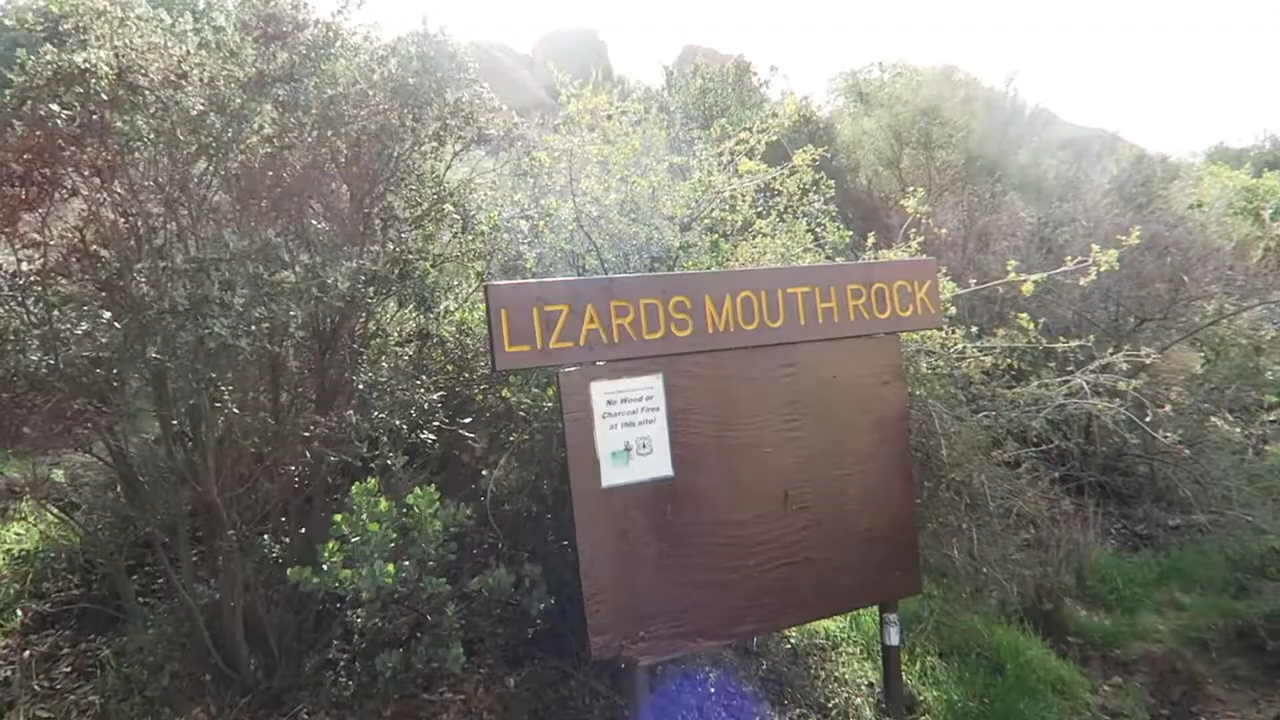 LIZARDS MOUTH ROCK
No Wood or
Charcoal Fires
at this site!